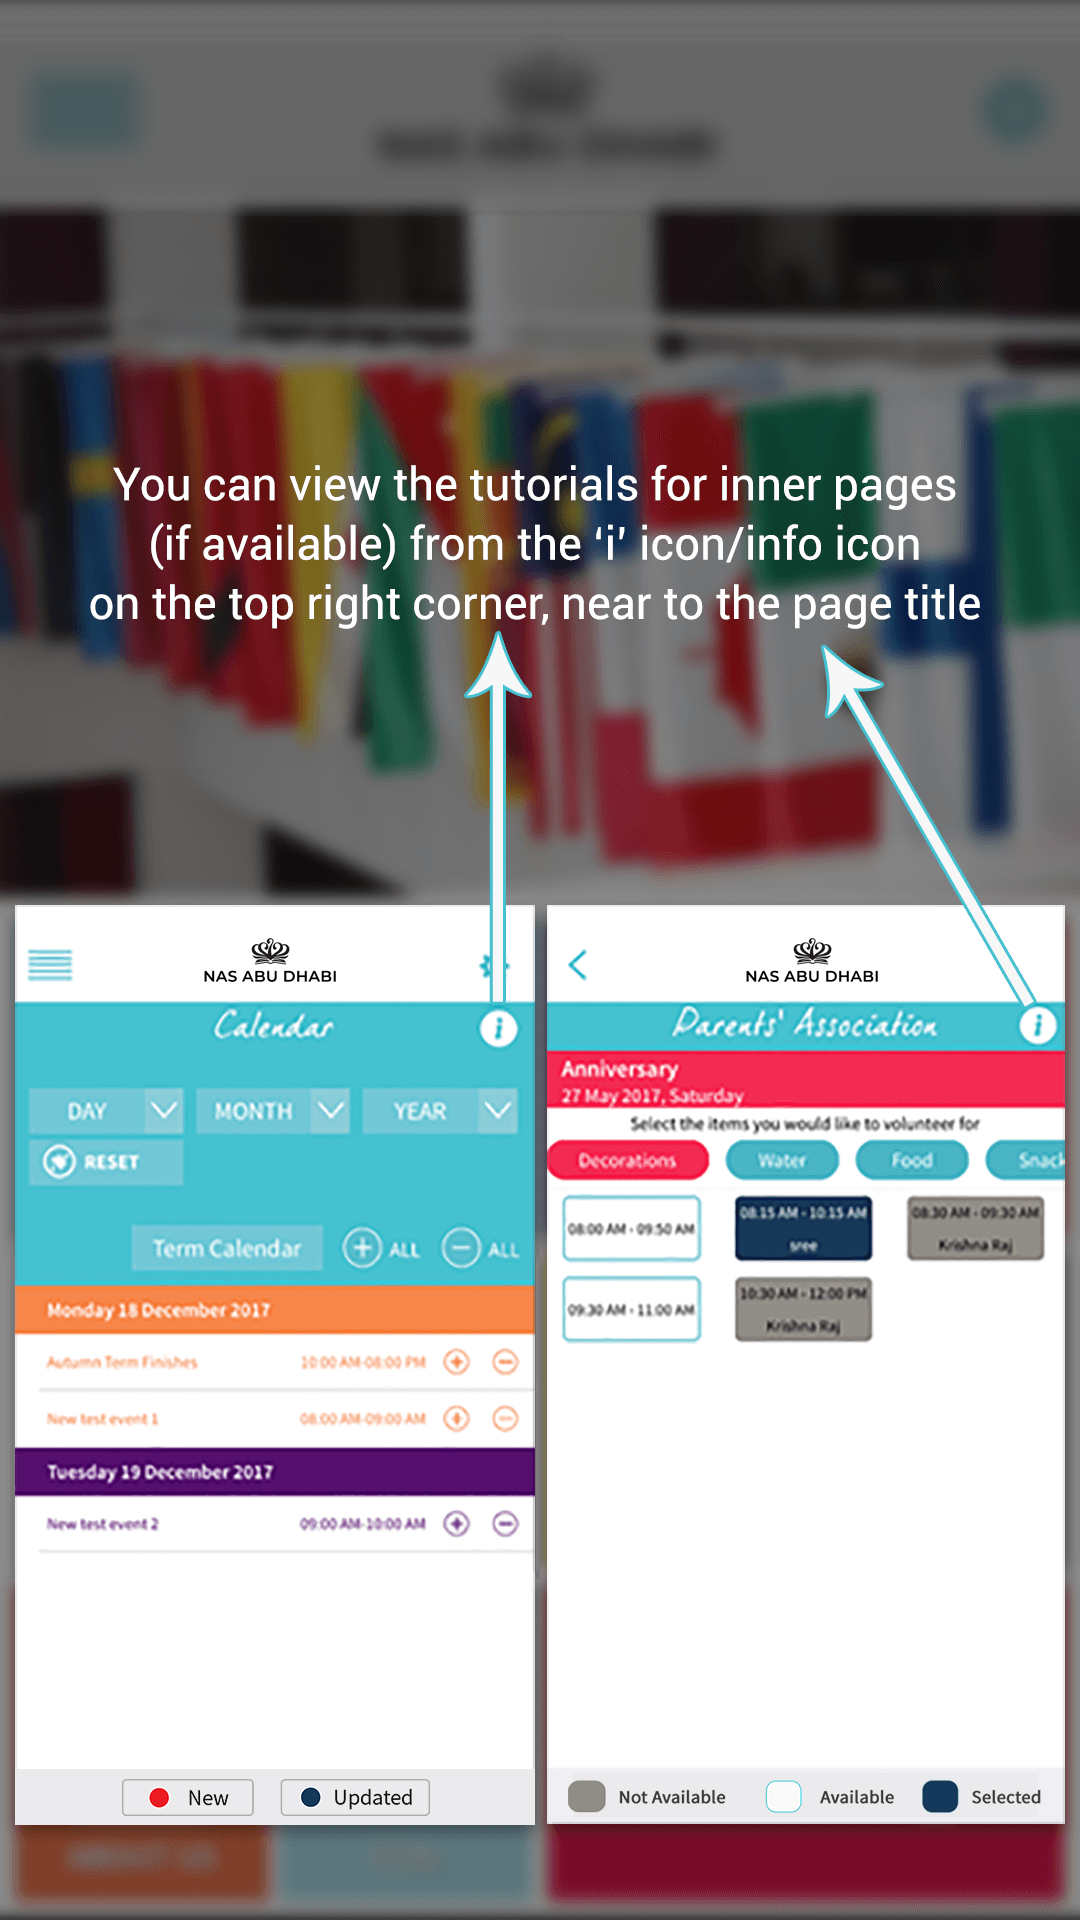 NAS ABU DHABI
You can view the tutorials for inner pages
(if available) from the ‘i’ icon/info icon
on the top right corner, near to the page title
NAS ABU DHABI
Calendar
i
DAY
MONTH
YEAR
RESET
Term Calendar
ALL
ALL
Monday 18 December 2017
Autumn Term Finishes 10:00 AM-08:00 PM
New test event 1 08:00 AM-09:00 AM
Tuesday 19 December 2017
New test event 2 09:00 AM-10:00 AM
New
Updated
NAS ABU DHABI
Parents' Association
i
Anniversary
27 May 2017, Saturday
Select the items you would like to volunteer for
Decorations
Water
Food
Snack
08:00 AM - 09:50 AM
08:15 AM - 10:15 AM
sree
08:30 AM - 09:30 AM
Krishna Raj
09:30 AM - 11:00 AM
10:30 AM - 12:00 PM
Krishna Raj
Not Available
Available
Selected
ABOUT US